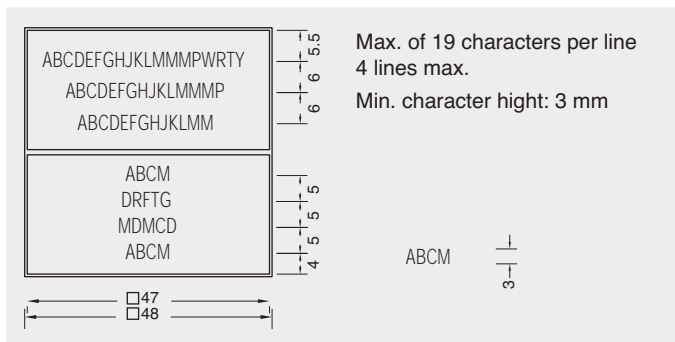 ABCDEFGHJKLMMMPWRTY
ABCDEFGHJKLMMMP
ABCDEFGHJKLMM
5.5
6
6
ABCM
DRFTG
MDMCD
ABCM
5
5
5
4
□47
□48
Max. of 19 characters per line
4 lines max.
Min. character hight: 3 mm
ABCM
3